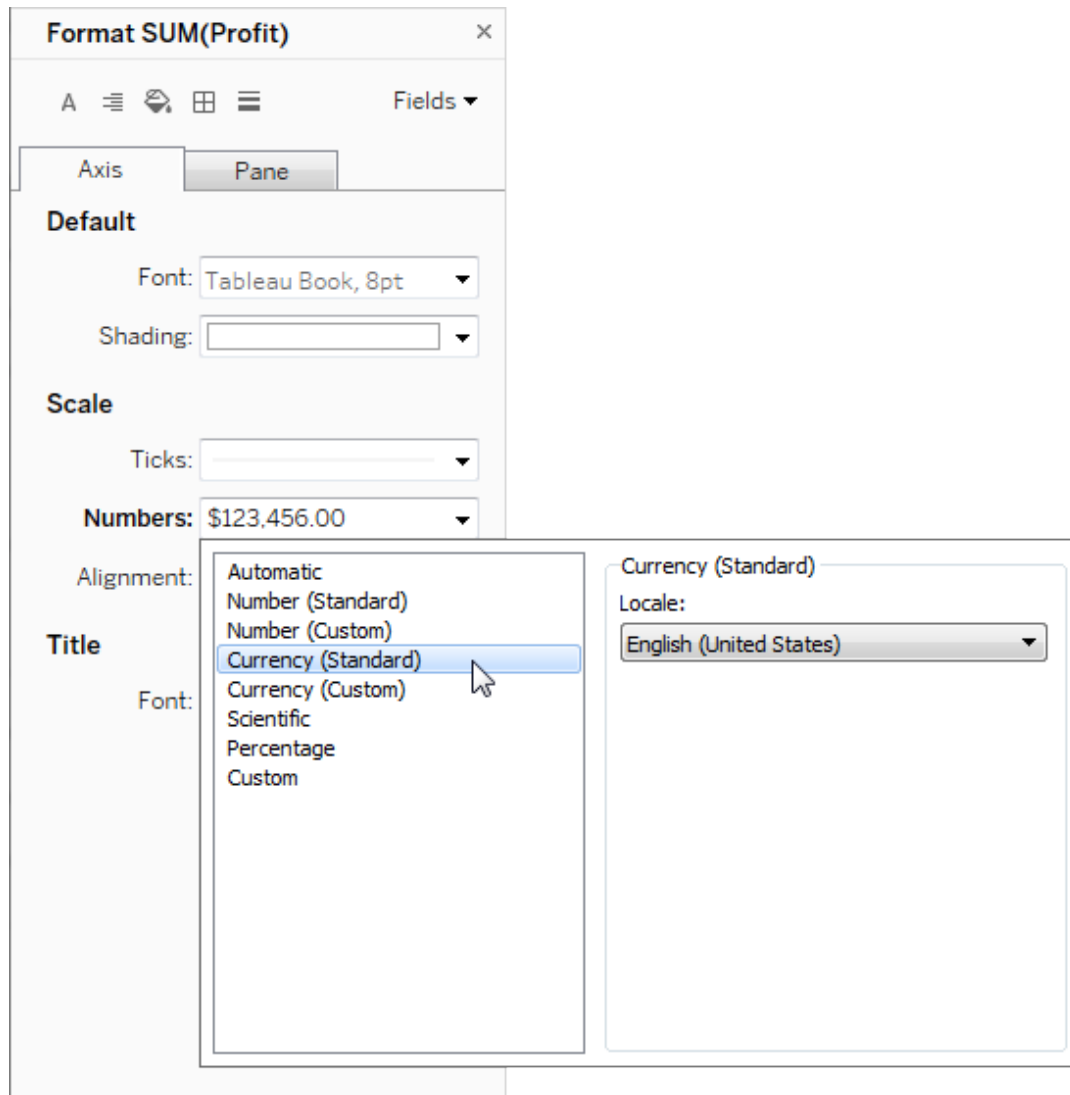 Format SUM(Profit)
A
Fields
Axis Pane
Default
Font: Tableau Book, 8pt
Shading:
Scale
Ticks:
Numbers: $123,456.00
Alignment:
Title
Font:
Automatic
Number (Standard)
Number (Custom)
Currency (Standard)
Currency (Custom)
Scientific
Percentage
Custom
Currency (Standard)
Locale:
English (United States)